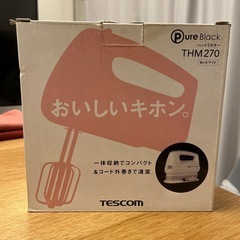 Pure Black
ハンドミキサー
THM270
おいしいキホン。
一体収納でコンパクト
&コード外巻きで清潔。
TESCOM